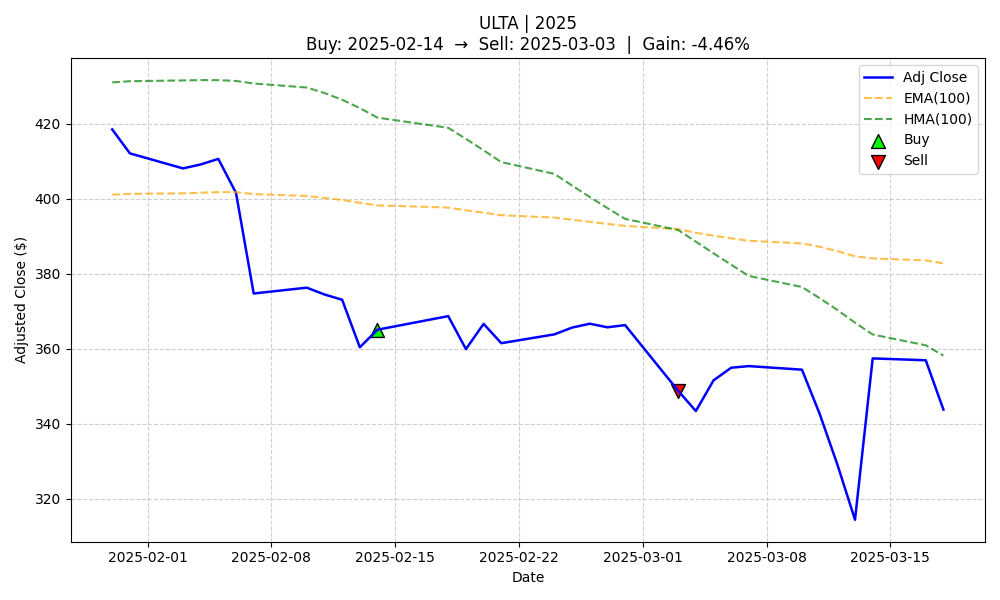 ULTA | 2025
Buy: 2025-02-14 → Sell: 2025-03-03 | Gain: -4.46%
Adj Close
EMA(100)
HMA(100)
Buy
Sell
Adjusted Close ($)
420
400
380
360
340
320
2025-02-01 2025-02-08 2025-02-15 2025-02-22 2025-03-01 2025-03-08 2025-03-15
Date